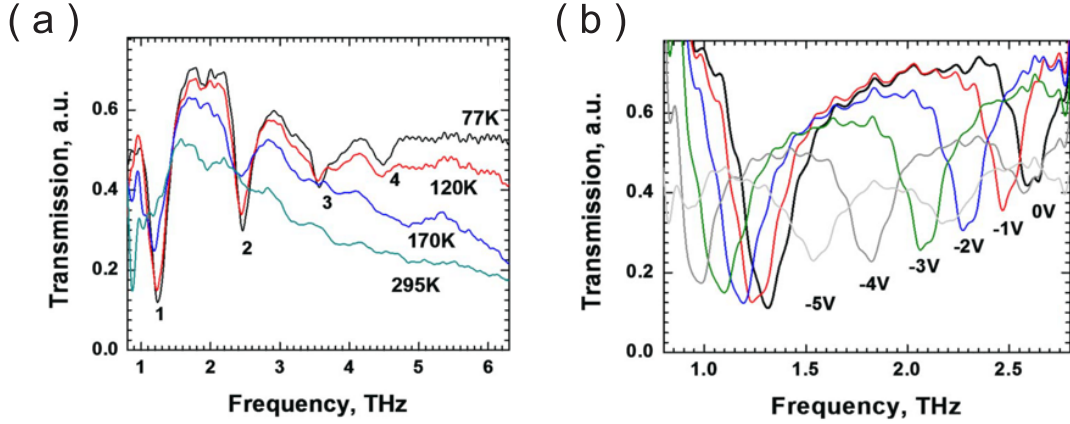 ( a )
Transmission, a.u.
0.6
0.4
0.2
0.0
77K
120K
170K
295K
1
2
3
4
1 2 3 4 5 6
Frequency, THz
( b )
Transmission, a.u.
0.6
0.4
0.2
0.0
0V
-1V
-2V
-3V
-4V
-5V
1.0 1.5 2.0 2.5
Frequency, THz